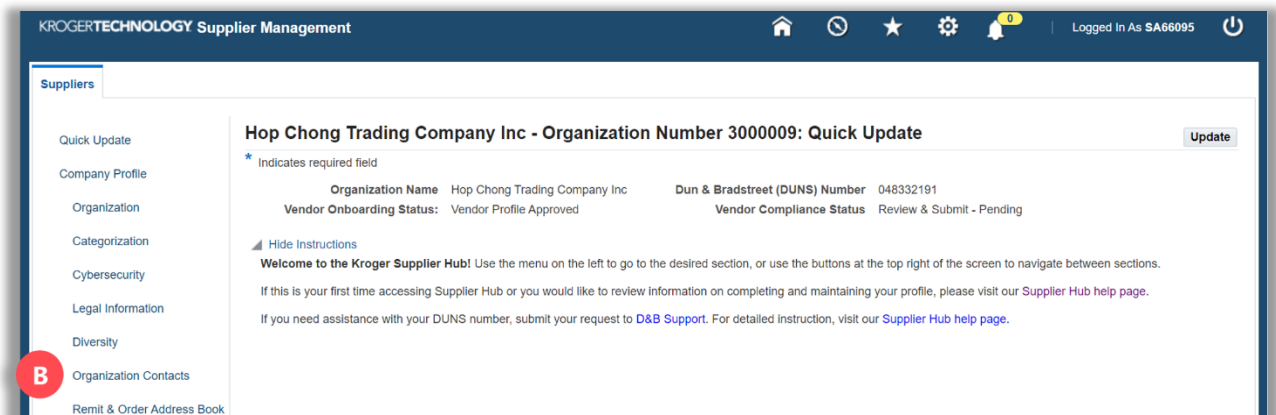 KROGERTECHNOLOGY. Supplier Management
0
Logged In As SA66095
Suppliers
Quick Update
Company Profile
Organization
Categorization
Cybersecurity
Legal Information
Diversity
B
Organization Contacts
Remit & Order Address Book
Hop Chong Trading Company Inc - Organization Number 3000009: Quick Update
Update
* Indicates required field
Organization Name Hop Chong Trading Company Inc
Dun & Bradstreet (DUNS) Number 048332191
Vendor Onboarding Status: Vendor Profile Approved
Vendor Compliance Status Review & Submit - Pending
Hide Instructions
Welcome to the Kroger Supplier Hub! Use the menu on the left to go to the desired section, or use the buttons at the top right of the screen to navigate between sections.
If this is your first time accessing Supplier Hub or you would like to review information on completing and maintaining your profile, please visit our Supplier Hub help page.
If you need assistance with your DUNS number, submit your request to D&B Support. For detailed instruction, visit our Supplier Hub help page.